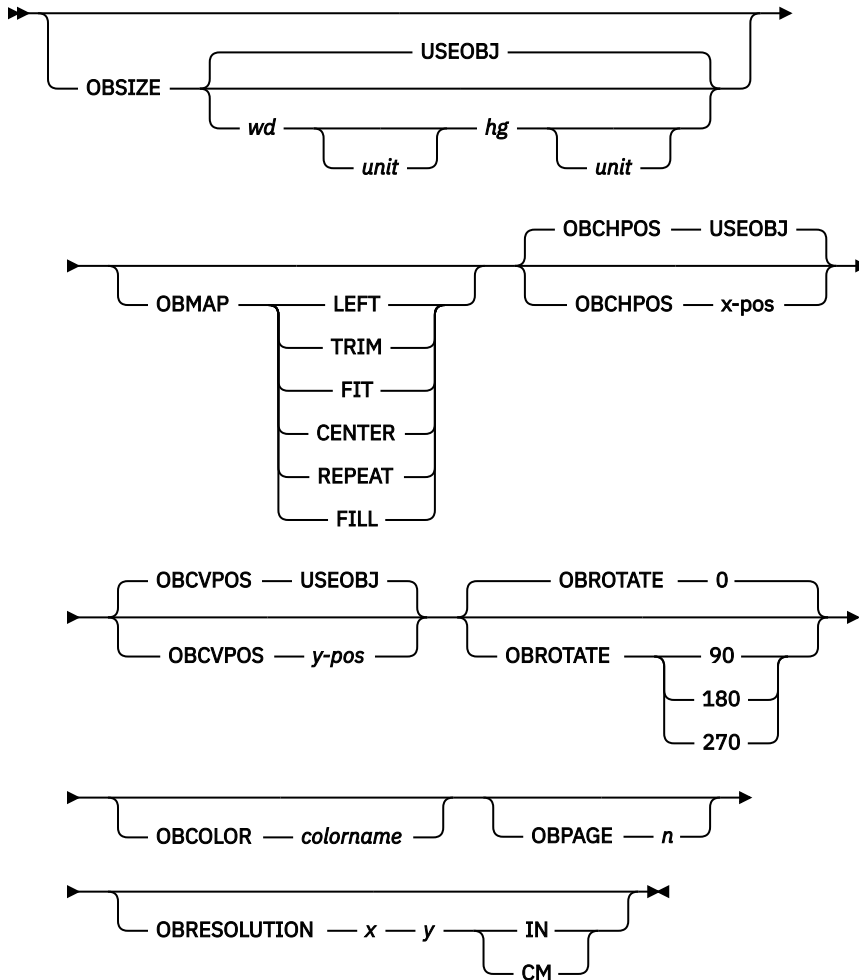 USEOBJ
OBSIZE
wd hg
unit unit
OBCHPOS USEOBJ
OBMAP LEFT OBCHPOS x-pos
TRIM
FIT
CENTER
REPEAT
FILL
OBCVPOS USEOBJ OBROTATE 0
OBCVPOS y-pos OBROTATE 90
180
270
OBCOLOR colorname OBPAGE n
OBRESOLUTION x y IN
CM